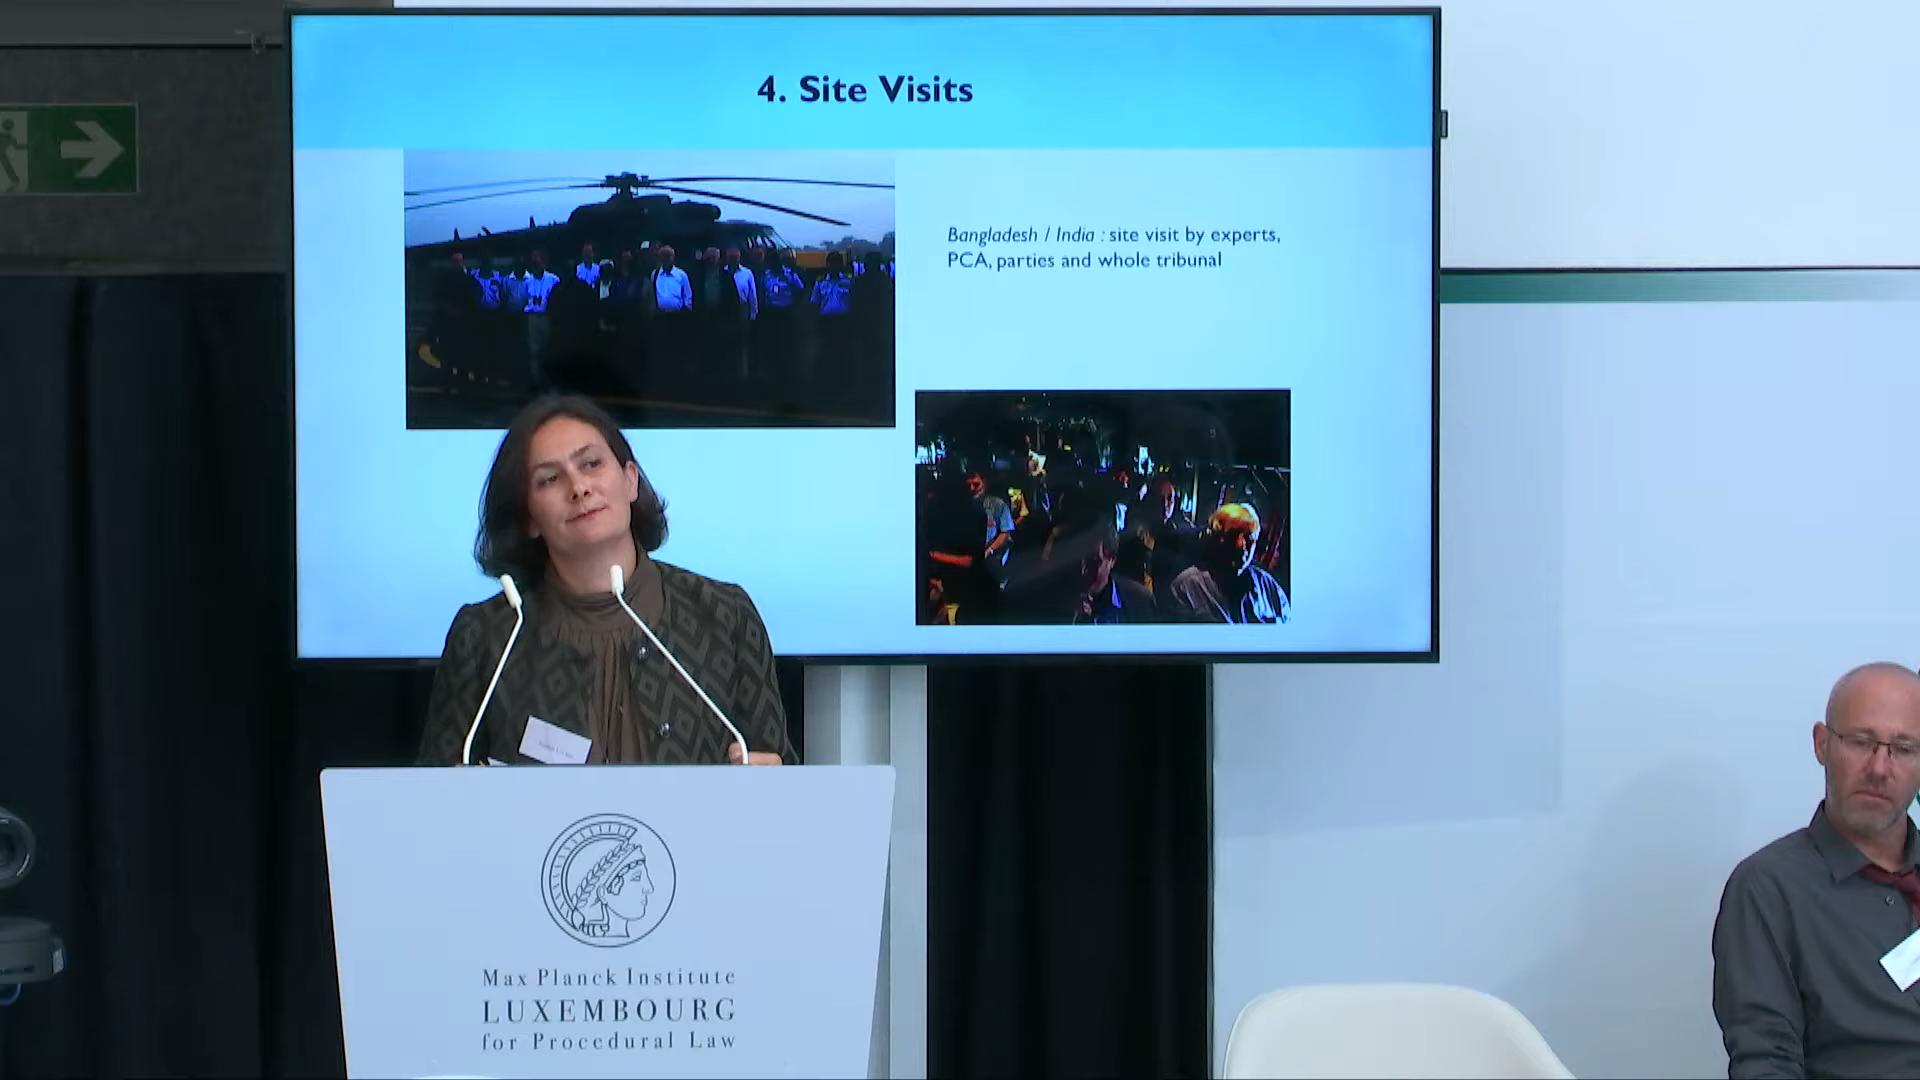 4. Site Visits
Bangladesh / India : site visit by experts,
PCA, parties and whole tribunal
Max Planck Institute
LUXEMBOURG
for Procedural Law